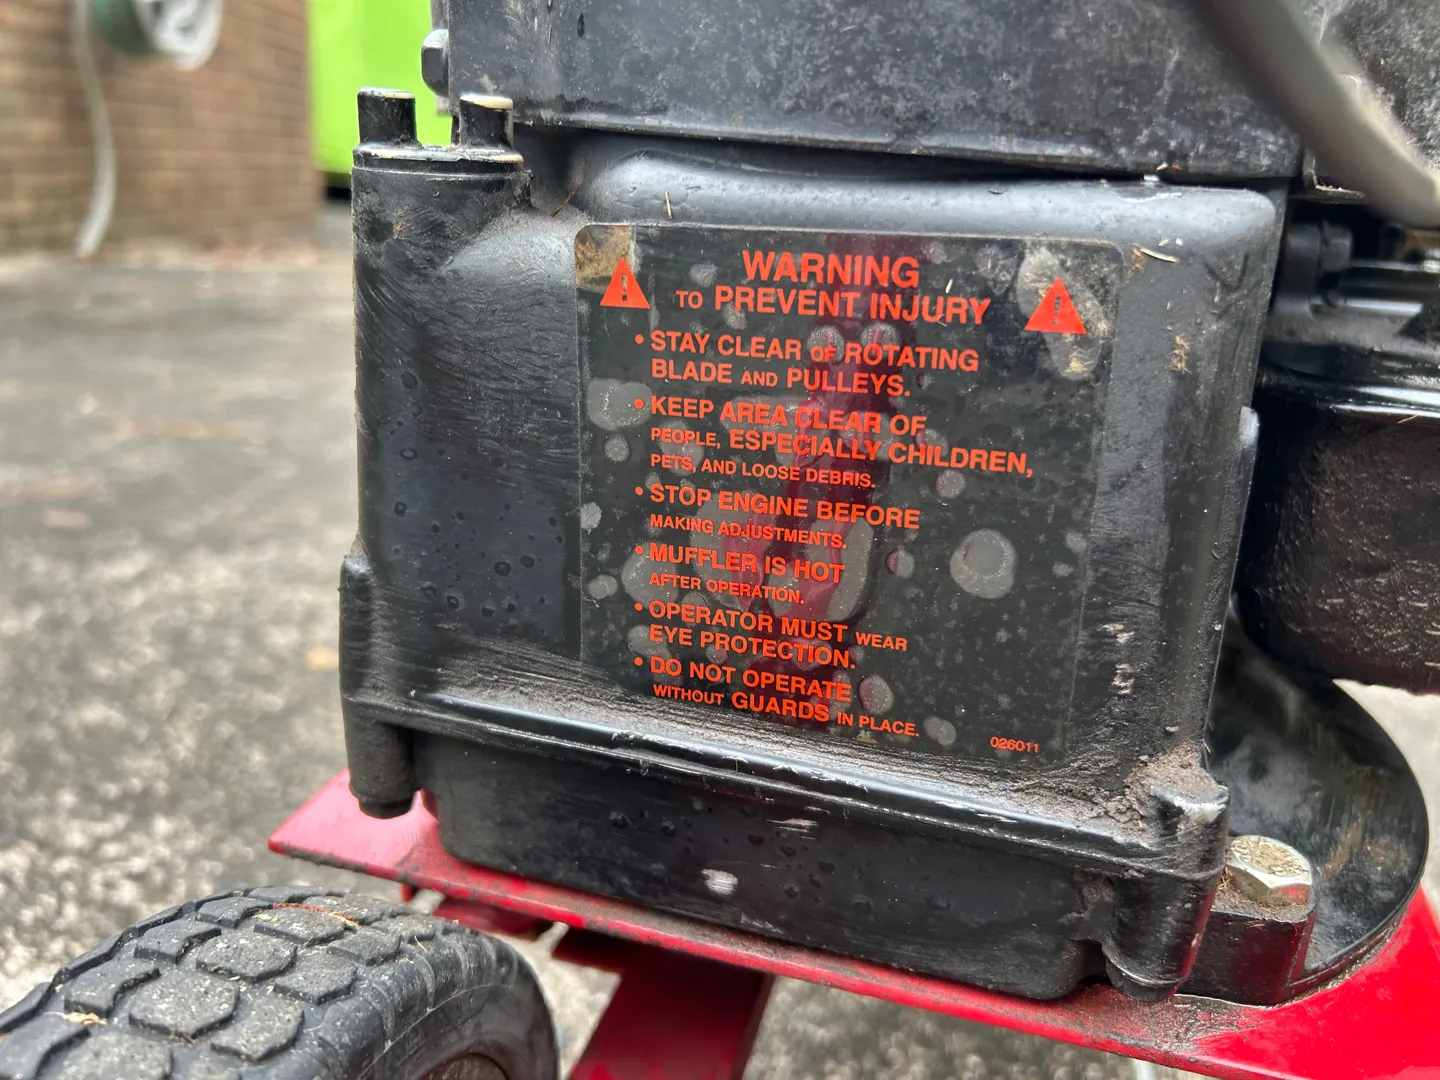 WARNING
TO PREVENT INJURY
• STAY CLEAR OF ROTATING
BLADE AND PULLEYS.
• KEEP AREA CLEAR OF
PEOPLE, ESPECIALLY CHILDREN,
PETS, AND LOOSE DEBRIS.
• STOP ENGINE BEFORE
MAKING ADJUSTMENTS.
• MUFFLER IS HOT
AFTER OPERATION.
• OPERATOR MUST WEAR
EYE PROTECTION.
• DO NOT OPERATE
WITHOUT GUARDS IN PLACE.
026011